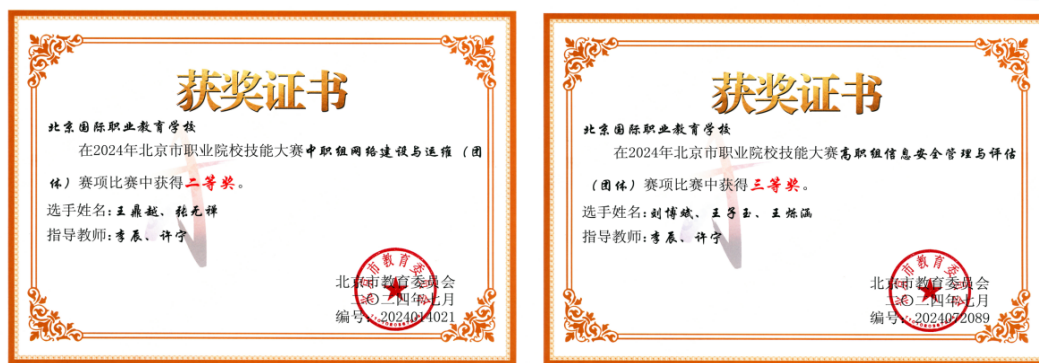 获奖证书
北京国际职业教育学校
在2024年北京市职业院校技能大赛中职组网络建设与运维（团
体）赛项比赛中获得二等奖。
选手姓名:王鼎越、张无禅
指导教师:李辰、许宁
北京市教育委员会
二〇二四年七月
编号：2024014021
获奖证书
北京国际职业教育学校
在2024年北京市职业院校技能大赛高职组信息安全管理与评估
（团体）赛项比赛中获得三等奖。
选手姓名:刘博斌、王子玉、王烁涵
指导教师:李辰、许宁
北京市教育委员会
二〇二四年七月
编号：2024072089